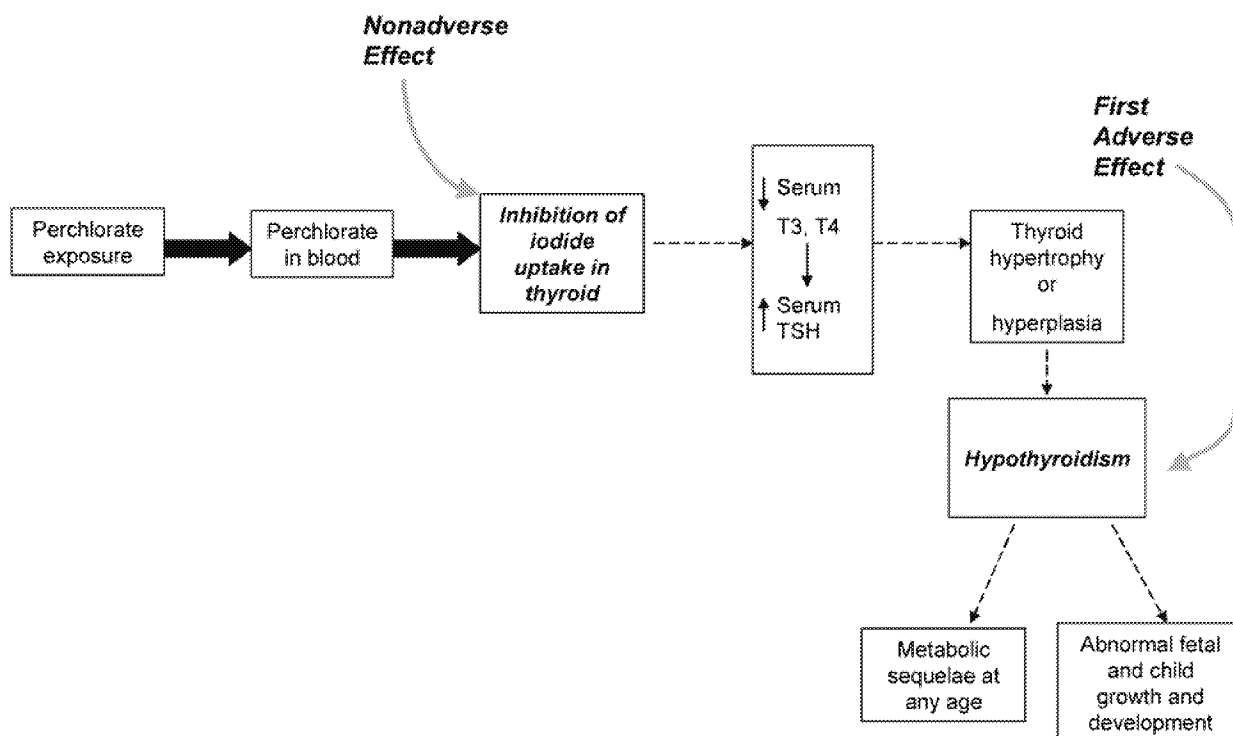 Nonadverse
Effect
First
Adverse
Effect
Perchlorate
exposure
Perchlorate
in blood
Inhibition of
iodide
uptake in
thyroid
Serum
T3, T4
Serum
TSH
Thyroid
hypertrophy
or
hyperplasia
Hypothyroidism
Metabolic
sequelae at
any age
Abnormal fetal
and child
growth and
development